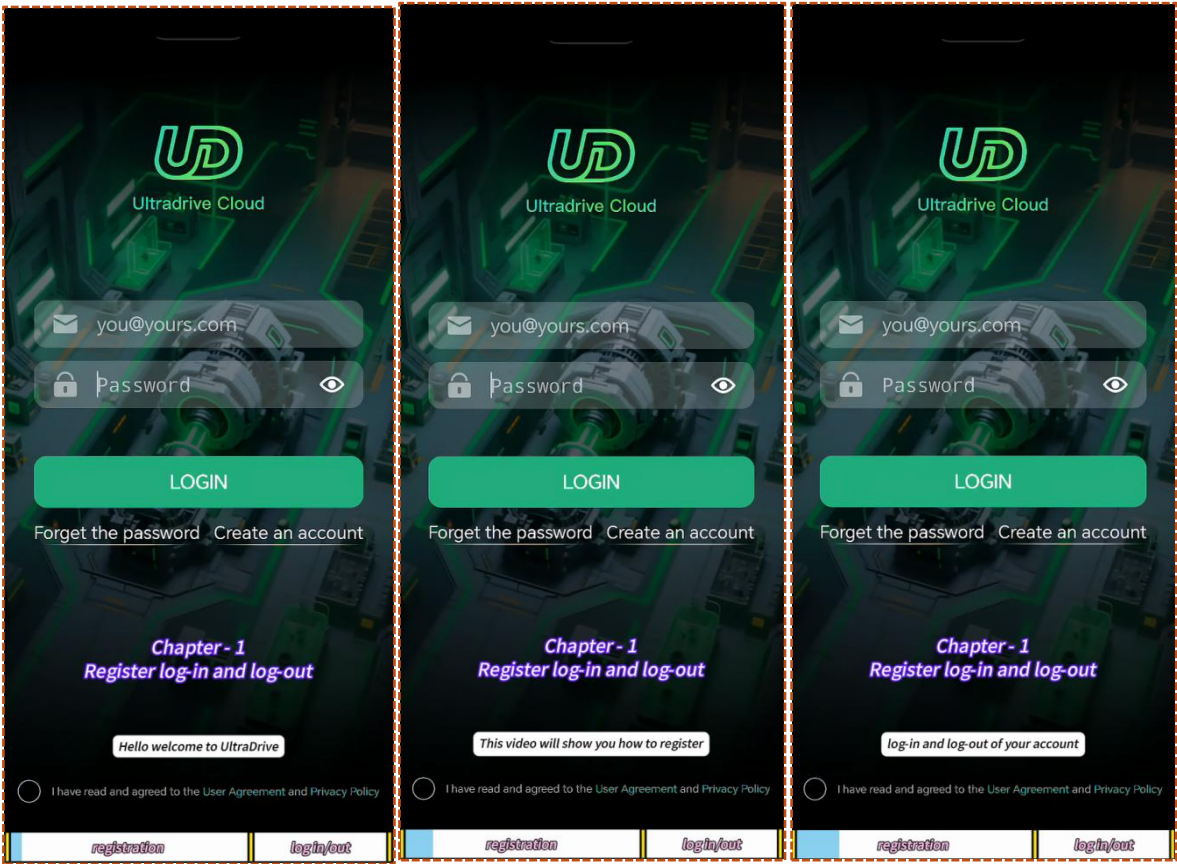 UD
Ultradrive Cloud
you@yours.com
Password
LOGIN
Forget the password Create an account
Chapter - 1
Register log-in and log-out
Hello welcome to UltraDrive
I have read and agreed to the User Agreement and Privacy Policy
registration log in/out
UD
Ultradrive Cloud
you@yours.com
Password
LOGIN
Forget the password Create an account
Chapter - 1
Register log-in and log-out
This video will show you how to register
I have read and agreed to the User Agreement and Privacy Policy
registration log in/out
UD
Ultradrive Cloud
you@yours.com
Password
LOGIN
Forget the password Create an account
Chapter - 1
Register log-in and log-out
log-in and log-out of your account
I have read and agreed to the User Agreement and Privacy Policy
registration log in/out